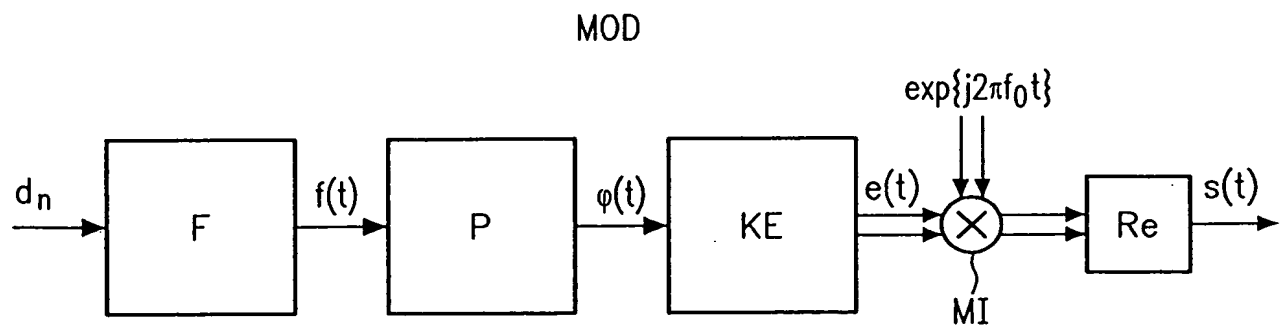 MOD
exp{j2πf₀t}
dₙ
F
f(t)
P
φ(t)
KE
e(t)
MI
Re
s(t)